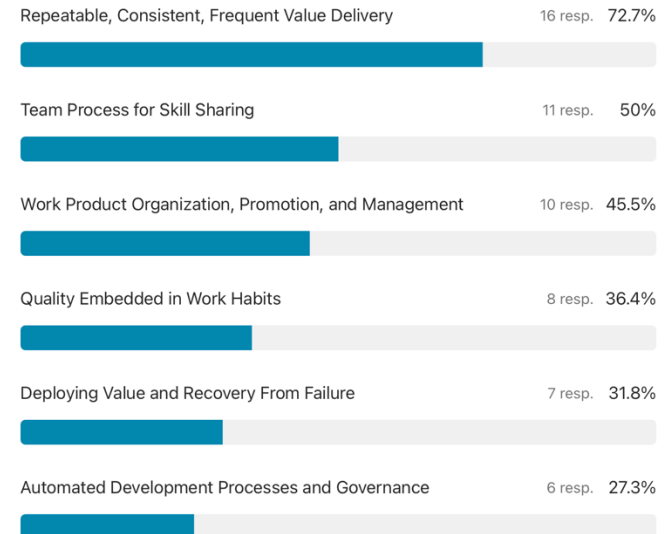 Repeatable, Consistent, Frequent Value Delivery 16 resp. 72.7%
Team Process for Skill Sharing 11 resp. 50%
Work Product Organization, Promotion, and Management 10 resp. 45.5%
Quality Embedded in Work Habits 8 resp. 36.4%
Deploying Value and Recovery From Failure 7 resp. 31.8%
Automated Development Processes and Governance 6 resp. 27.3%